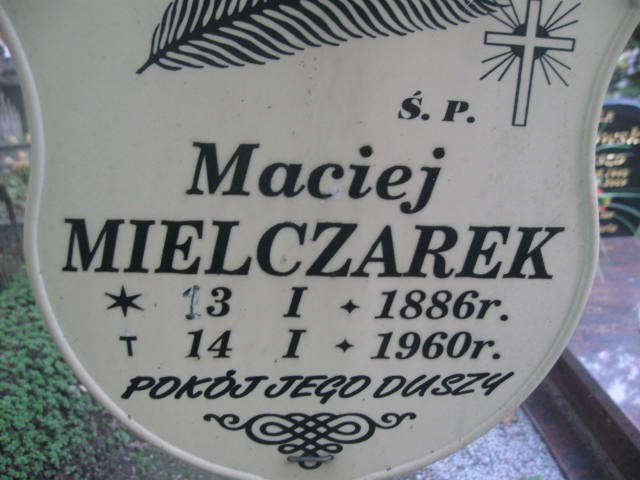 Ś. P.
Maciej
MIELCZAREK
✶ 13 I ✦ 1886r.
T 14 I ✦ 1960r.
POKÓJ JEGO DUSZY